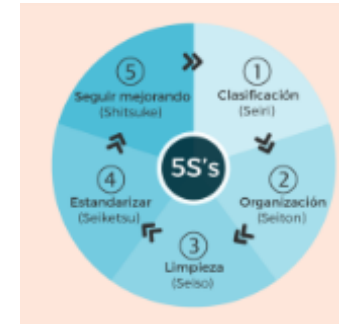 5S's
1
Clasificación
(Seiri)
2
Organización
(Seiton)
3
Limpieza
(Seiso)
4
Estandarizar
(Seiketsu)
5
Seguir mejorando
(Shitsuke)